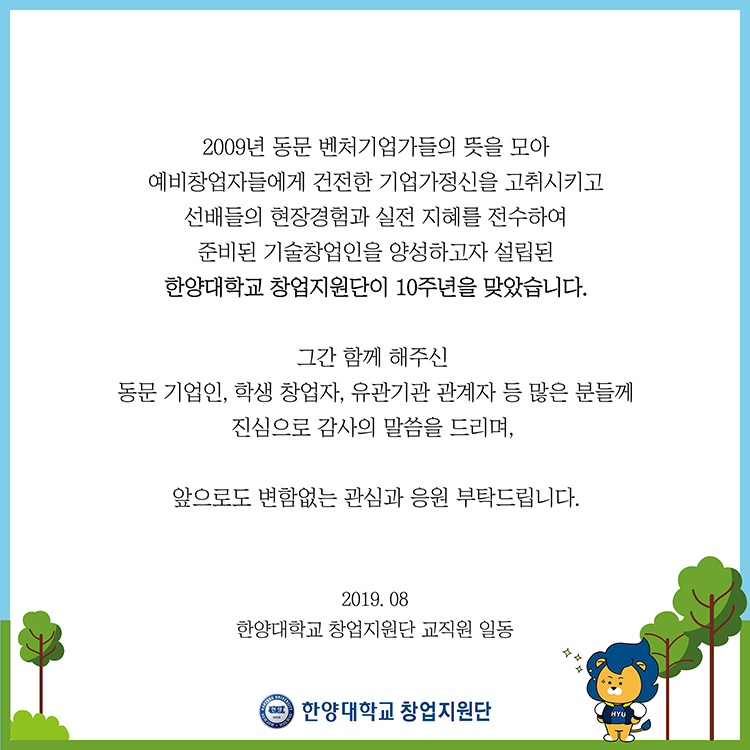 2009년 동문 벤처기업가들의 뜻을 모아
예비창업자들에게 건전한 기업가정신을 고취시키고
선배들의 현장경험과 실전 지혜를 전수하여
준비된 기술창업인을 양성하고자 설립된
한양대학교 창업지원단이 10주년을 맞았습니다.
그간 함께 해주신
동문 기업인, 학생 창업자, 유관기관 관계자 등 많은 분들께
진심으로 감사의 말씀을 드리며,
앞으로도 변함없는 관심과 응원 부탁드립니다.
2019. 08
한양대학교 창업지원단 교직원 일동
한양대학교 창업지원단
HYU